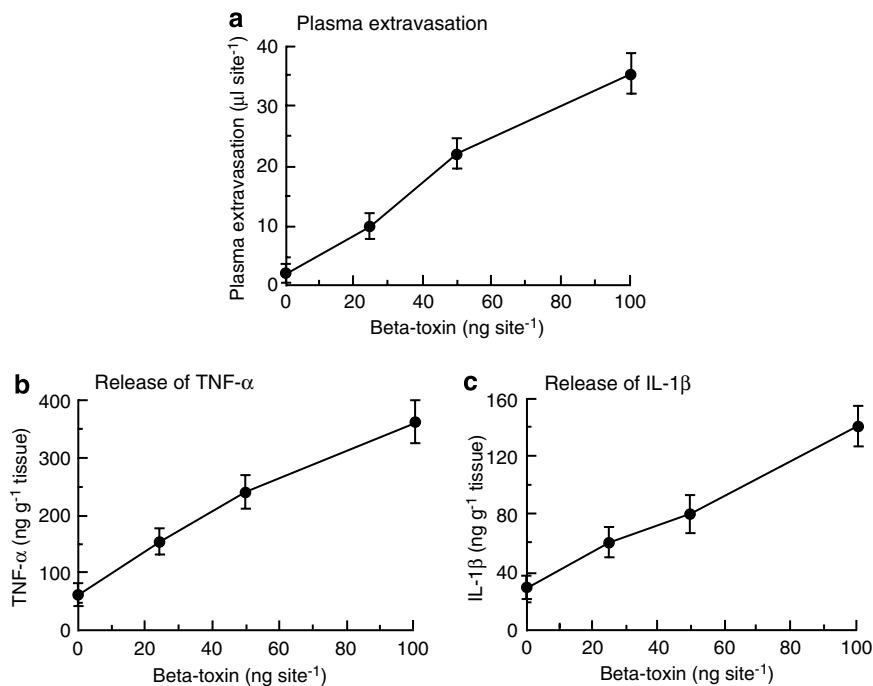 a Plasma extravasation
Plasma extravasation (µl site-1)
40
30
20
10
0
0 20 40 60 80 100
Beta-toxin (ng site-1)
b Release of TNF-α
TNF-α (ng g-1 tissue)
400
300
200
100
0
0 20 40 60 80 100
Beta-toxin (ng site-1)
c Release of IL-1β
IL-1β (ng g-1 tissue)
160
120
80
40
0
0 20 40 60 80 100
Beta-toxin (ng site-1)